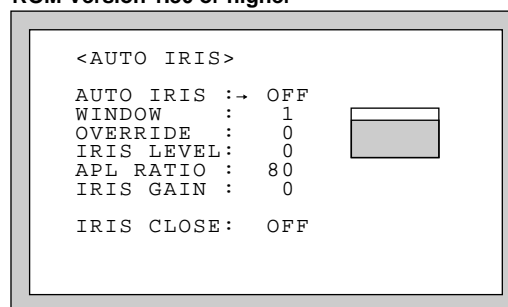 ROM Version 1.30 or higher
<AUTO IRIS>
AUTO IRIS :→ OFF
WINDOW : 1
OVERRIDE : 0
IRIS LEVEL: 0
APL RATIO : 80
IRIS GAIN : 0
IRIS CLOSE: OFF